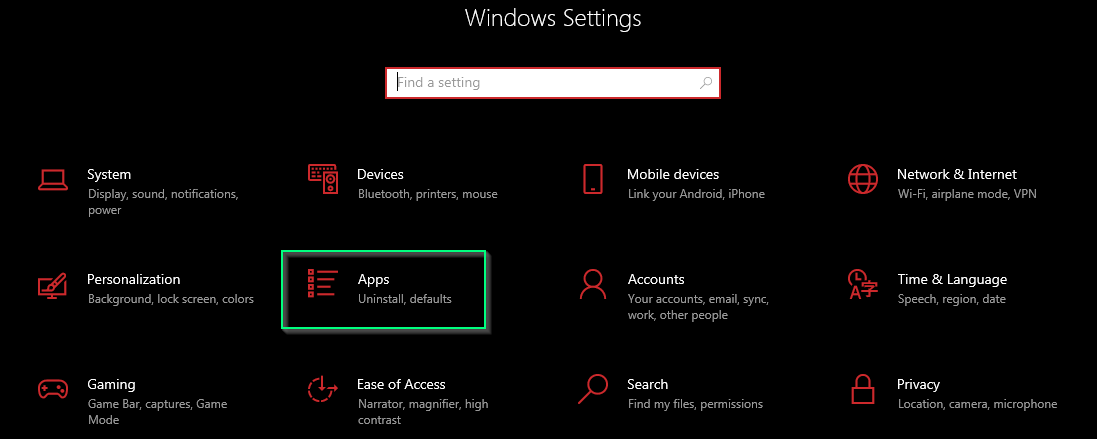 Windows Settings
Find a setting
System
Display, sound, notifications,
power
Devices
Bluetooth, printers, mouse
Mobile devices
Link your Android, iPhone
Network & Internet
Wi-Fi, airplane mode, VPN
Personalization
Background, lock screen, colors
Apps
Uninstall, defaults
Accounts
Your accounts, email, sync,
work, other people
Time & Language
Speech, region, date
Gaming
Game Bar, captures, Game
Mode
Ease of Access
Narrator, magnifier, high
contrast
Search
Find my files, permissions
Privacy
Location, camera, microphone